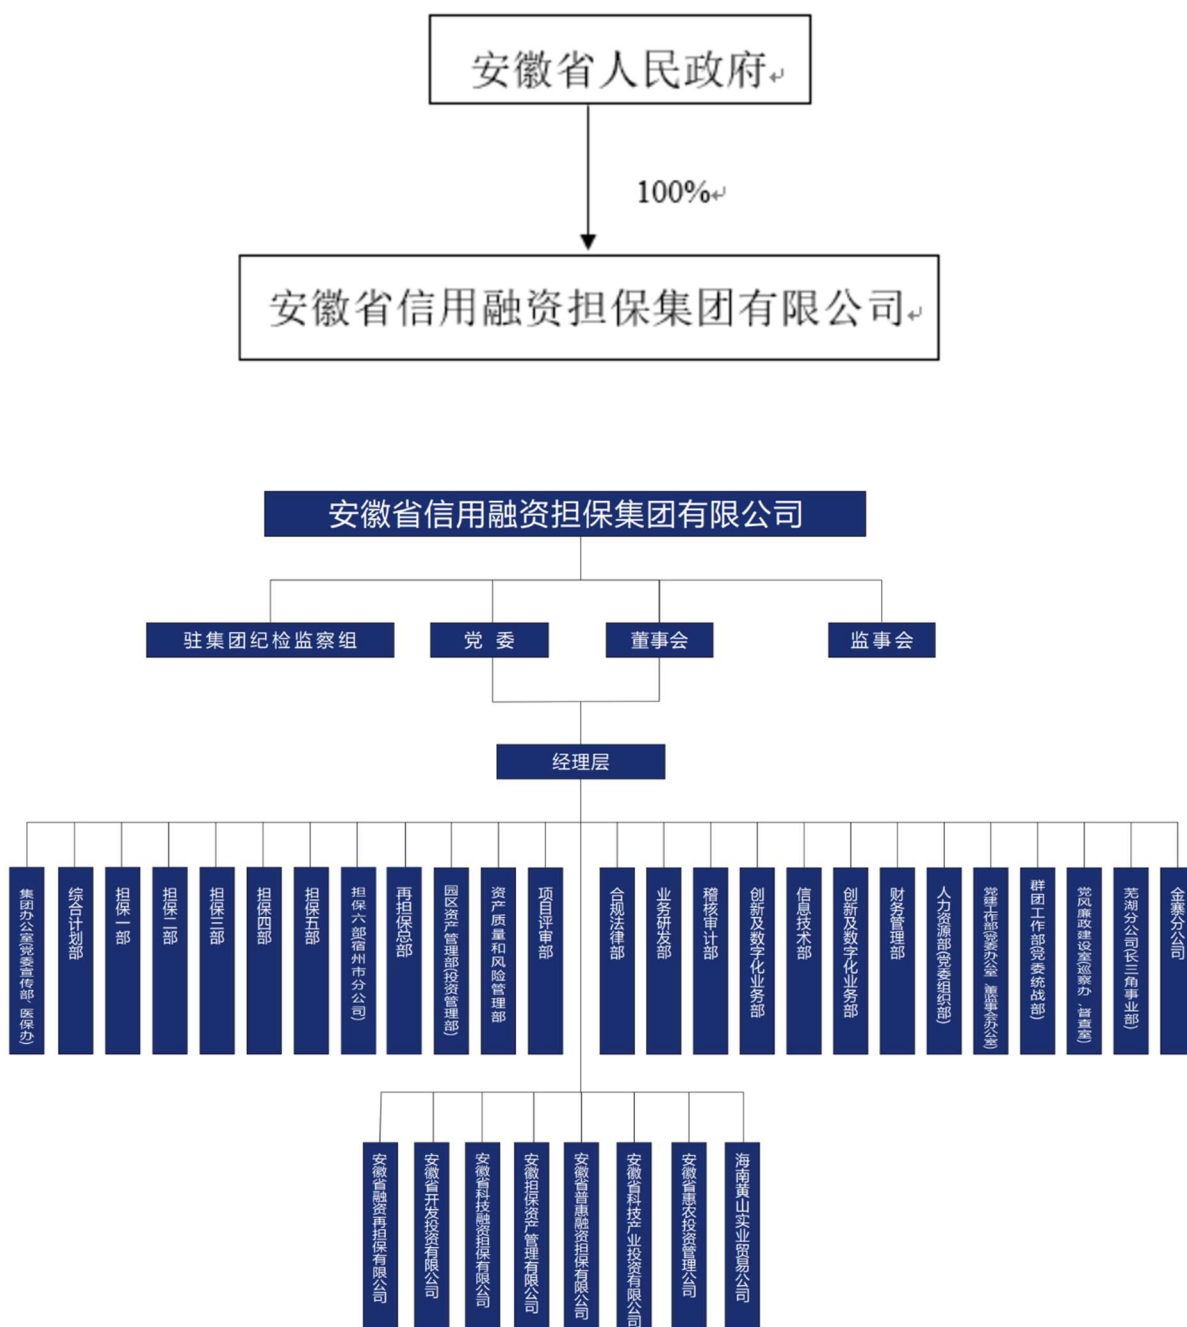 安徽省人民政府
100%
安徽省信用融资担保集团有限公司
安徽省信用融资担保集团有限公司
驻集团纪检监察组
党 委
董事会
监事会
经理层
集团办公室(党委宣传部、医保办)
综合计划部
担保一部
担保二部
担保三部
担保四部
担保五部
担保六部(宿州市分公司)
再担保总部
园区资产管理部(投资管理部)
资产质量和风险管理部
项目评审部
合规法律部
业务研发部
稽核审计部
创新及数字化业务部
信息技术部
创新及数字化业务部
财务管理部
人力资源部(党委组织部)
党建工作部(党委办公室、董监事会办公室)
群团工作部(党委统战部)
党风廉政建设室(巡察办、督查室)
芜湖分公司(长三角事业部)
金寨分公司
安徽省融资再担保有限公司
安徽省开发投资有限公司
安徽省科技融资担保有限公司
安徽担保资产管理有限公司
安徽省普惠融资担保有限公司
安徽省科技产业投资有限公司
安徽省惠农投资管理公司
海南黄山实业贸易公司